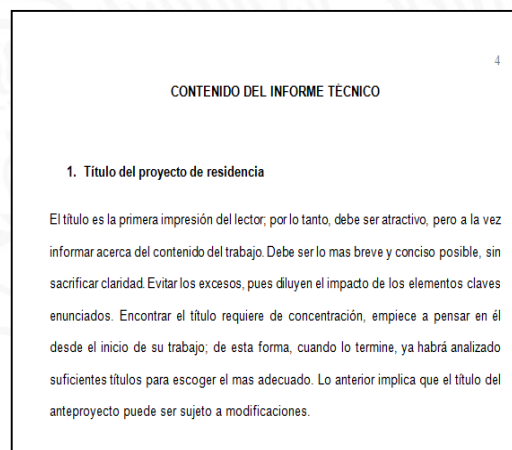 4
CONTENIDO DEL INFORME TÉCNICO
1. Título del proyecto de residencia
El título es la primera impresión del lector; por lo tanto, debe ser atractivo, pero a la vez
informar acerca del contenido del trabajo. Debe ser lo mas breve y conciso posible, sin
sacrificar claridad. Evitar los excesos, pues diluyen el impacto de los elementos claves
enunciados. Encontrar el título requiere de concentración, empiece a pensar en él
desde el inicio de su trabajo; de esta forma, cuando lo termine, ya habrá analizado
suficientes títulos para escoger el mas adecuado. Lo anterior implica que el título del
anteproyecto puede ser sujeto a modificaciones.